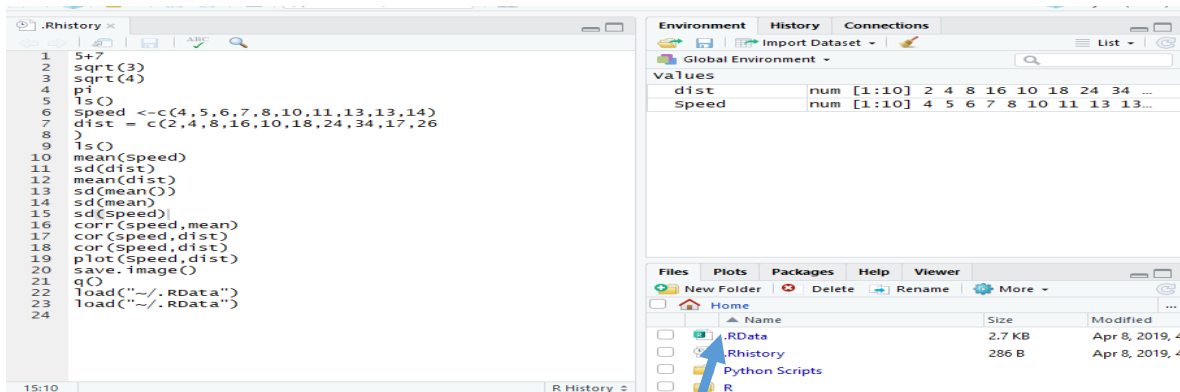 .Rhistory
1 5+7
2 sqrt(3)
3 sqrt(4)
4 pi
5 ls()
6 Speed <-c(4,5,6,7,8,10,11,13,13,14)
7 dist = c(2,4,8,16,10,18,24,34,17,26
8 )
9 ls()
10 mean(Speed)
11 sd(dist)
12 mean(dist)
13 sd(mean())
14 sd(mean)
15 sd(Speed)
16 corr(speed,mean)
17 cor(speed,dist)
18 cor(Speed,dist)
19 plot(Speed,dist)
20 save.image()
21 q()
22 load("~/.RData")
23 load("~/.RData")
24
15:10 R History
Environment History Connections
Import Dataset List
Global Environment
Values
dist num [1:10] 2 4 8 16 10 18 24 34 ...
Speed num [1:10] 4 5 6 7 8 10 11 13 13...
Files Plots Packages Help Viewer
New Folder Delete Rename More
Home ...
Name Size Modified
.RData 2.7 KB Apr 8, 2019, 4
.Rhistory 286 B Apr 8, 2019, 4
Python Scripts
R